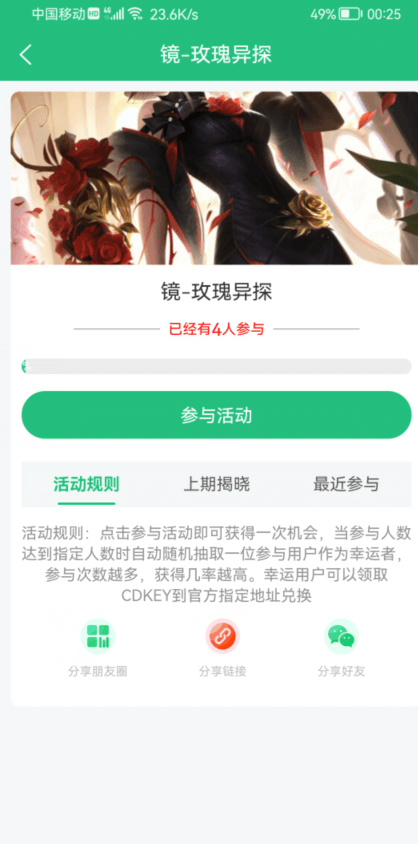 中国移动 HD 4G 23.6K/s 49% 00:25
镜-玫瑰异探
镜-玫瑰异探
已经有4人参与
参与活动
活动规则 上期揭晓 最近参与
活动规则：点击参与活动即可获得一次机会，当参与人数
达到指定人数时自动随机抽取一位参与用户作为幸运者，
参与次数越多，获得几率越高。幸运用户可以领取
CDKEY到官方指定地址兑换
分享朋友圈 分享链接 分享好友